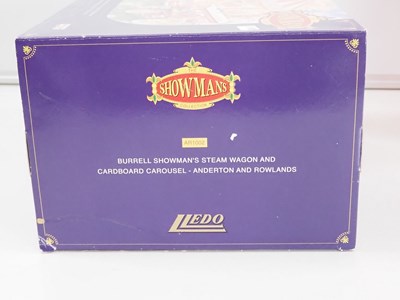 SHOWMANS
BURRELL SHOWMAN'S STEAM WAGON AND
CARDBOARD CAROUSEL - ANDERTON AND ROWLANDS
LLEDO